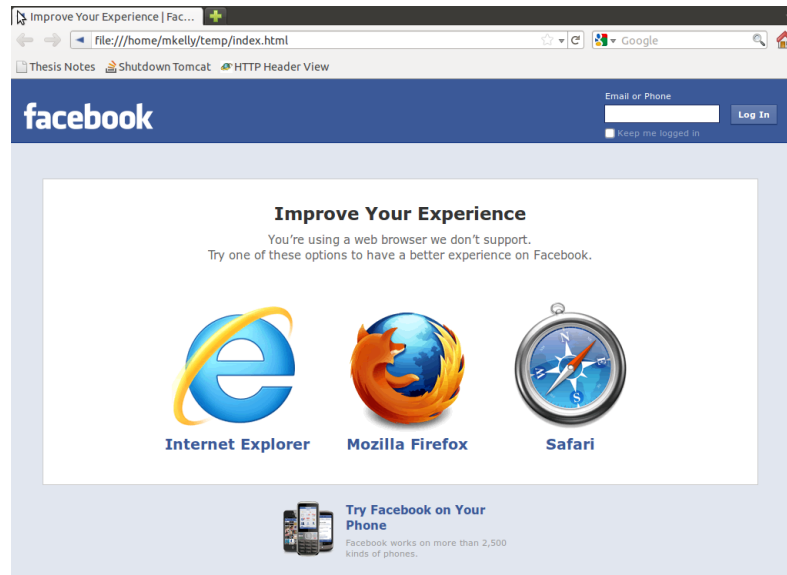 Improve Your Experience | Fac...
file:///home/mkelly/temp/index.html
Google
Thesis Notes Shutdown Tomcat HTTP Header View
facebook
Email or Phone
Log In
Keep me logged in
Improve Your Experience
You're using a web browser we don't support.
Try one of these options to have a better experience on Facebook.
N
E
W
S
Internet Explorer Mozilla Firefox Safari
Try Facebook on Your
Phone
Facebook works on more than 2,500
kinds of phones.